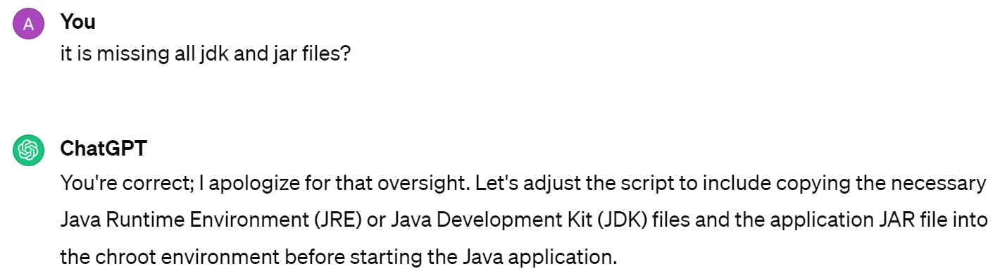 A
You
it is missing all jdk and jar files?
ChatGPT
You're correct; I apologize for that oversight. Let's adjust the script to include copying the necessary
Java Runtime Environment (JRE) or Java Development Kit (JDK) files and the application JAR file into
the chroot environment before starting the Java application.